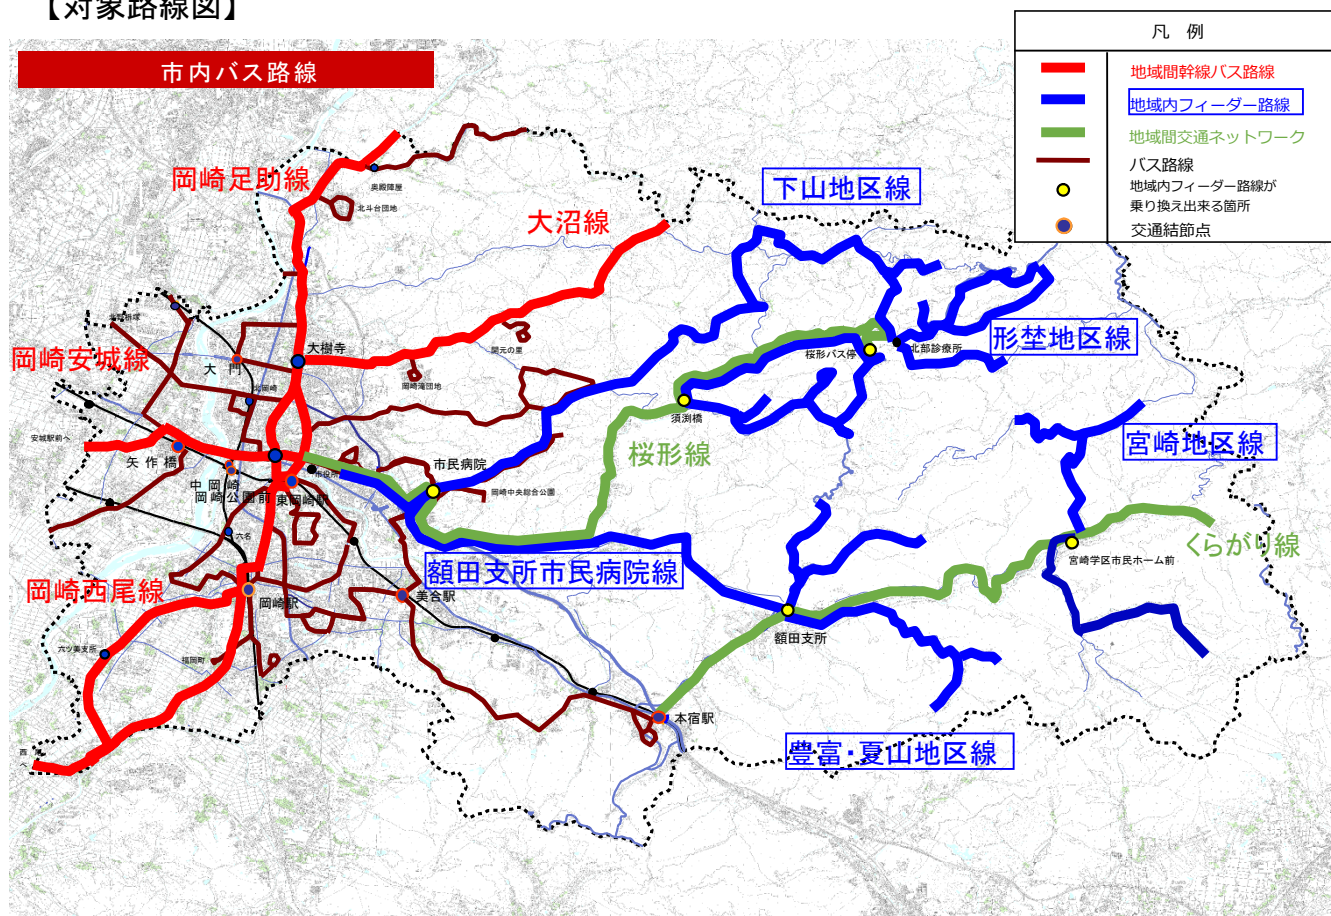 【対象路線図】
凡 例
市内バス路線
地域間幹線バス路線
地域内フィーダー路線
地域間交通ネットワーク
バス路線
地域内フィーダー路線が
乗り換え出来る箇所
交通結節点
岡崎足助線
奥殿陣屋
北斗台団地
下山地区線
大沼線
岡崎安城線
大樹寺
大門
北岡崎
岡崎滝団地
桜形バス停
北部診療所
形埜地区線
須渕橋
安城駅前へ
矢作橋
中岡崎
岡崎公園前
東岡崎駅
市役所
市民病院
岡崎中央総合公園
桜形線
宮崎地区線
六名
くらがり線
宮崎学区市民ホーム前
額田支所市民病院線
岡崎西尾線
岡崎駅
美合駅
額田支所
六ツ美支所
福岡町
本宿駅
豊富・夏山地区線